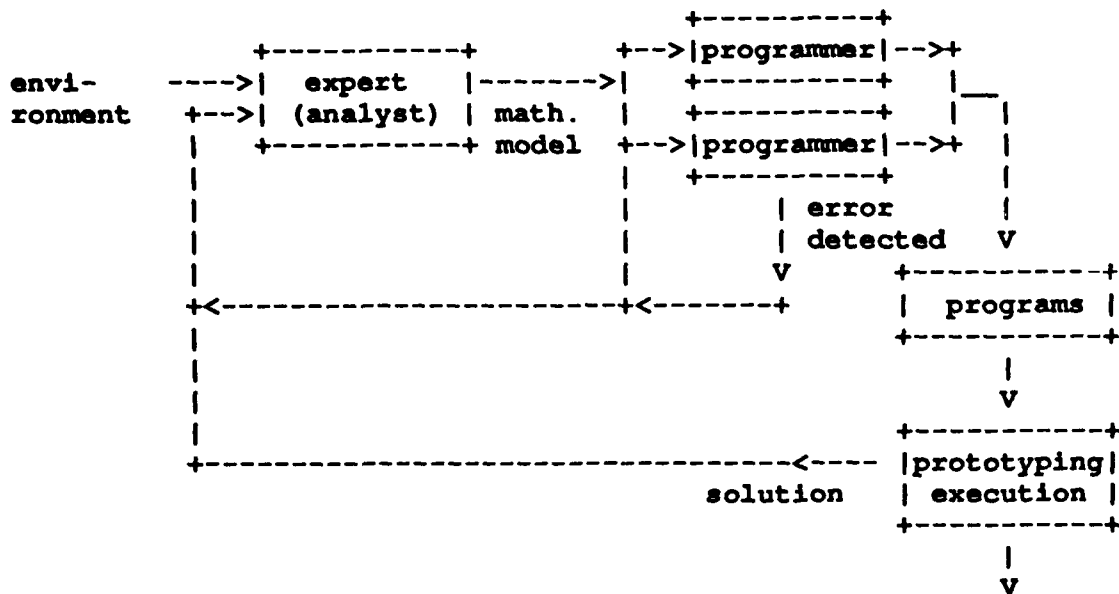 programmer
envi-
ronment
expert
(analyst)
math.
model
programmer
error
detected
programs
prototyping
execution
solution